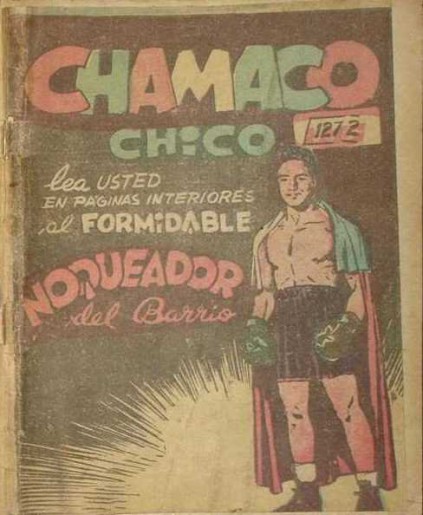 CHAMACO
CHICO
1272
lea USTED
EN PAGINAS INTERIORES
al FORMIDABLE
NOQUEADOR
del Barrio